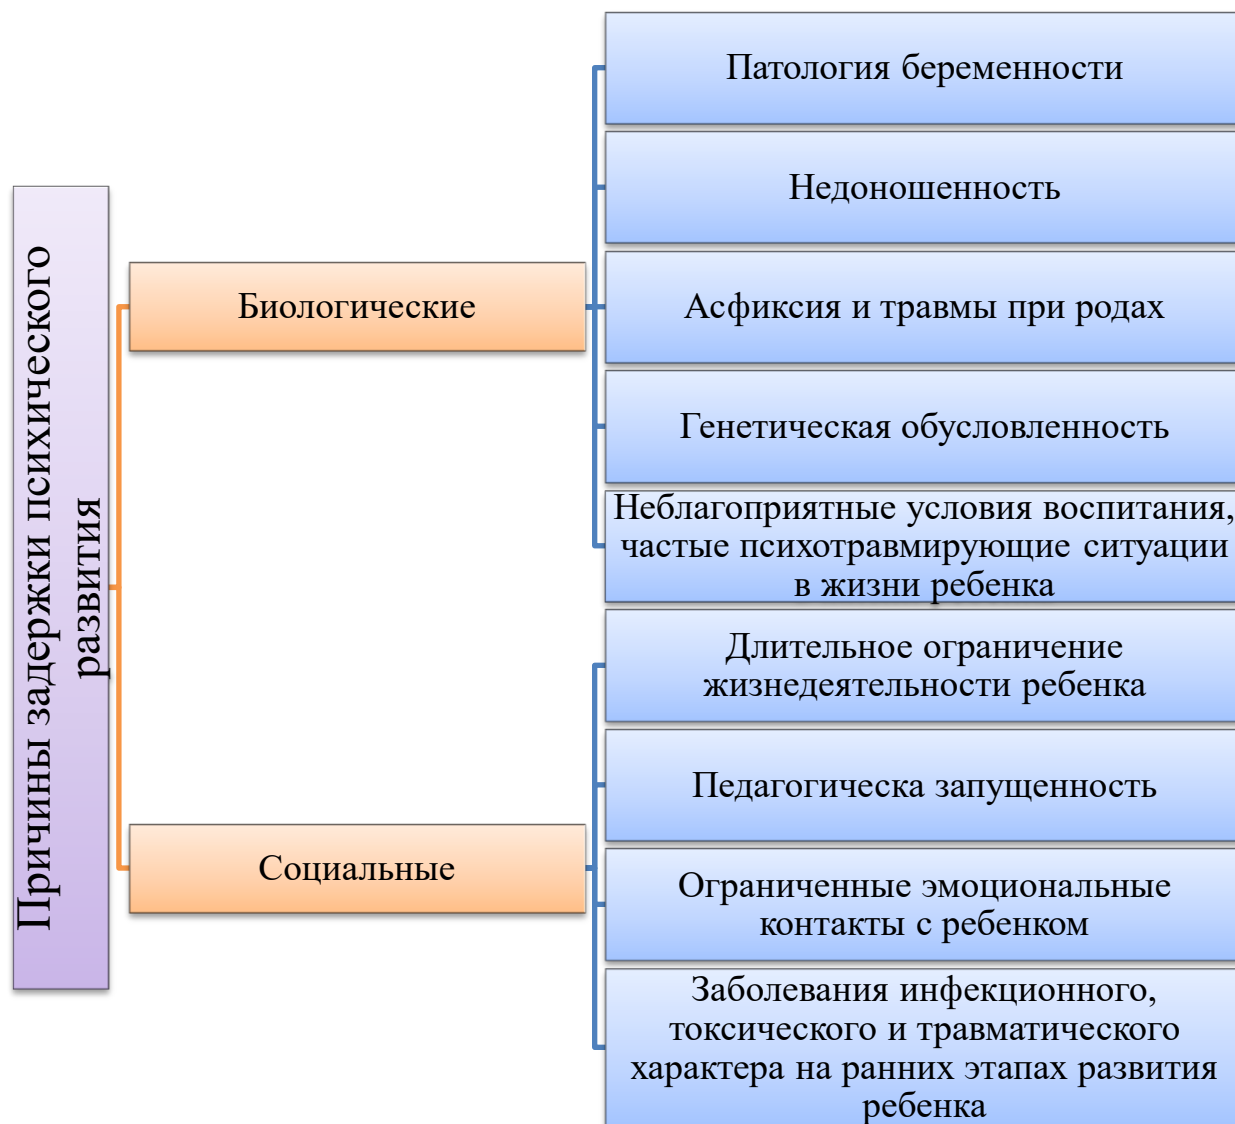 Причины задержки психического
развития
Биологические
Патология беременности
Недоношенность
Асфиксия и травмы при родах
Генетическая обусловленность
Неблагоприятные условия воспитания,
частые психотравмирующие ситуации
в жизни ребенка
Социальные
Длительное ограничение
жизнедеятельности ребенка
Педагогическа запущенность
Ограниченные эмоциональные
контакты с ребенком
Заболевания инфекционного,
токсического и травматического
характера на ранних этапах развития
ребенка